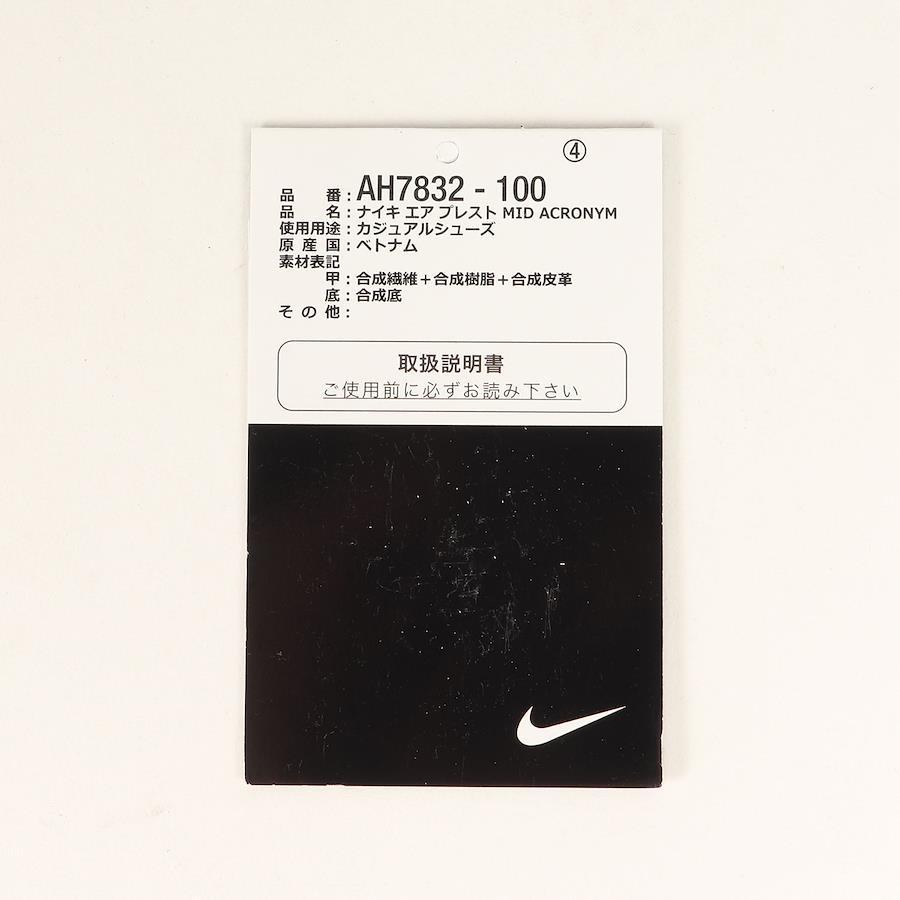 ④
品番：AH7832 - 100
品名：ナイキ エア プレスト MID ACRONYM
使用用途：カジュアルシューズ
原産国：ベトナム
素材表記
甲：合成繊維＋合成樹脂＋合成皮革
底：合成底
その他：
取扱説明書
ご使用前に必ずお読み下さい